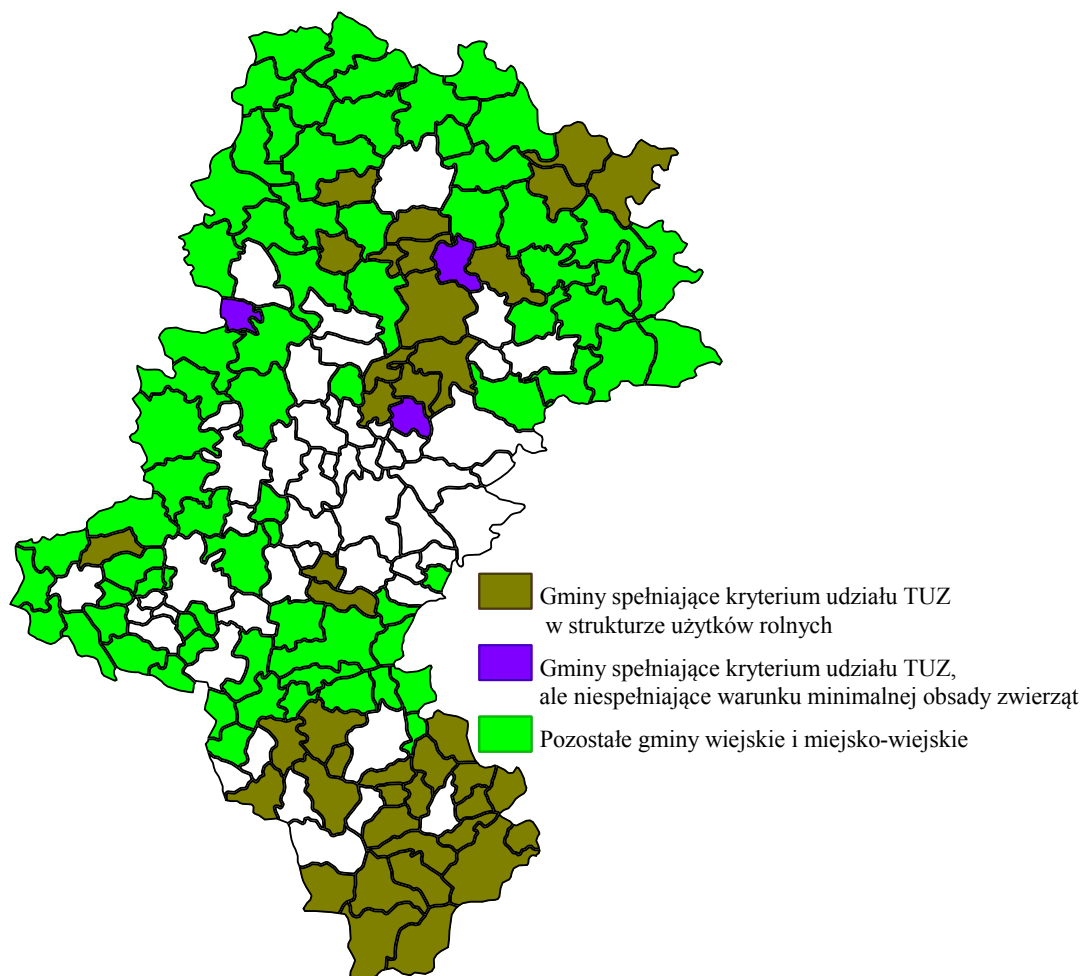 Gminy spełniające kryterium udziału TUZ
w strukturze użytków rolnych
Gminy spełniające kryterium udziału TUZ,
ale niespełniające warunku minimalnej obsady zwierząt
Pozostałe gminy wiejskie i miejsko-wiejskie